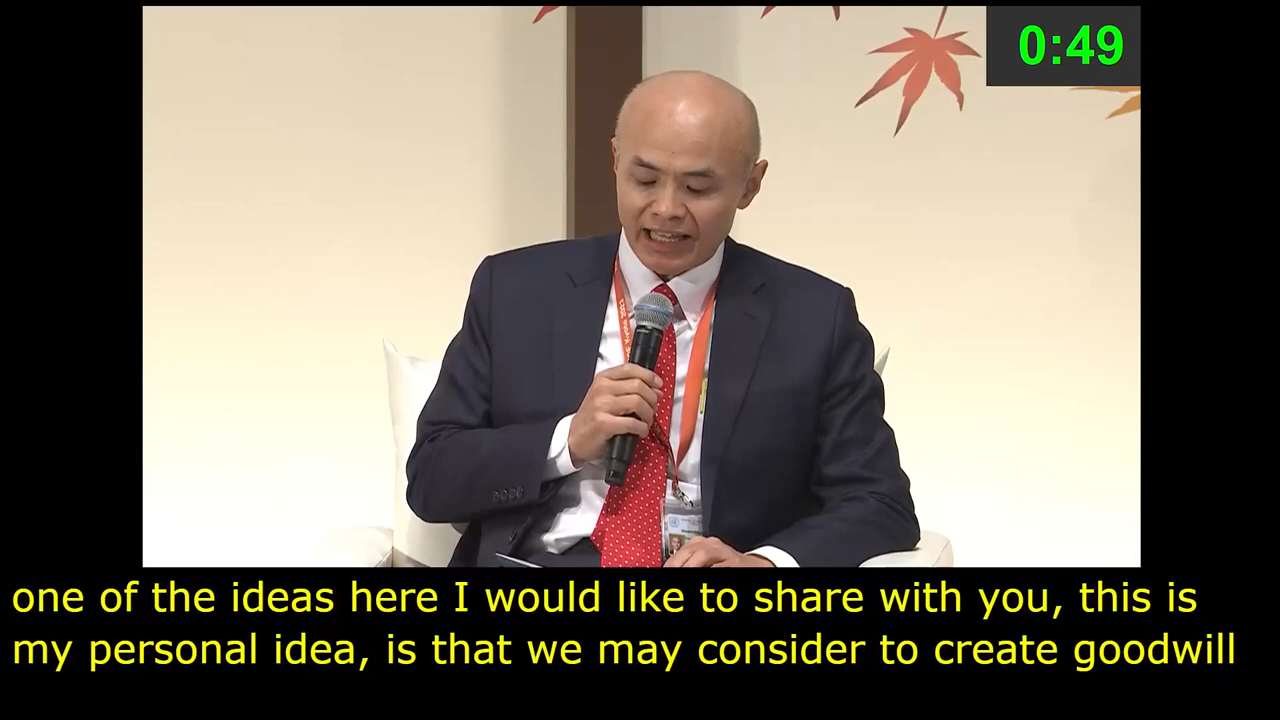 0:49
one of the ideas here I would like to share with you, this is
my personal idea, is that we may consider to create goodwill